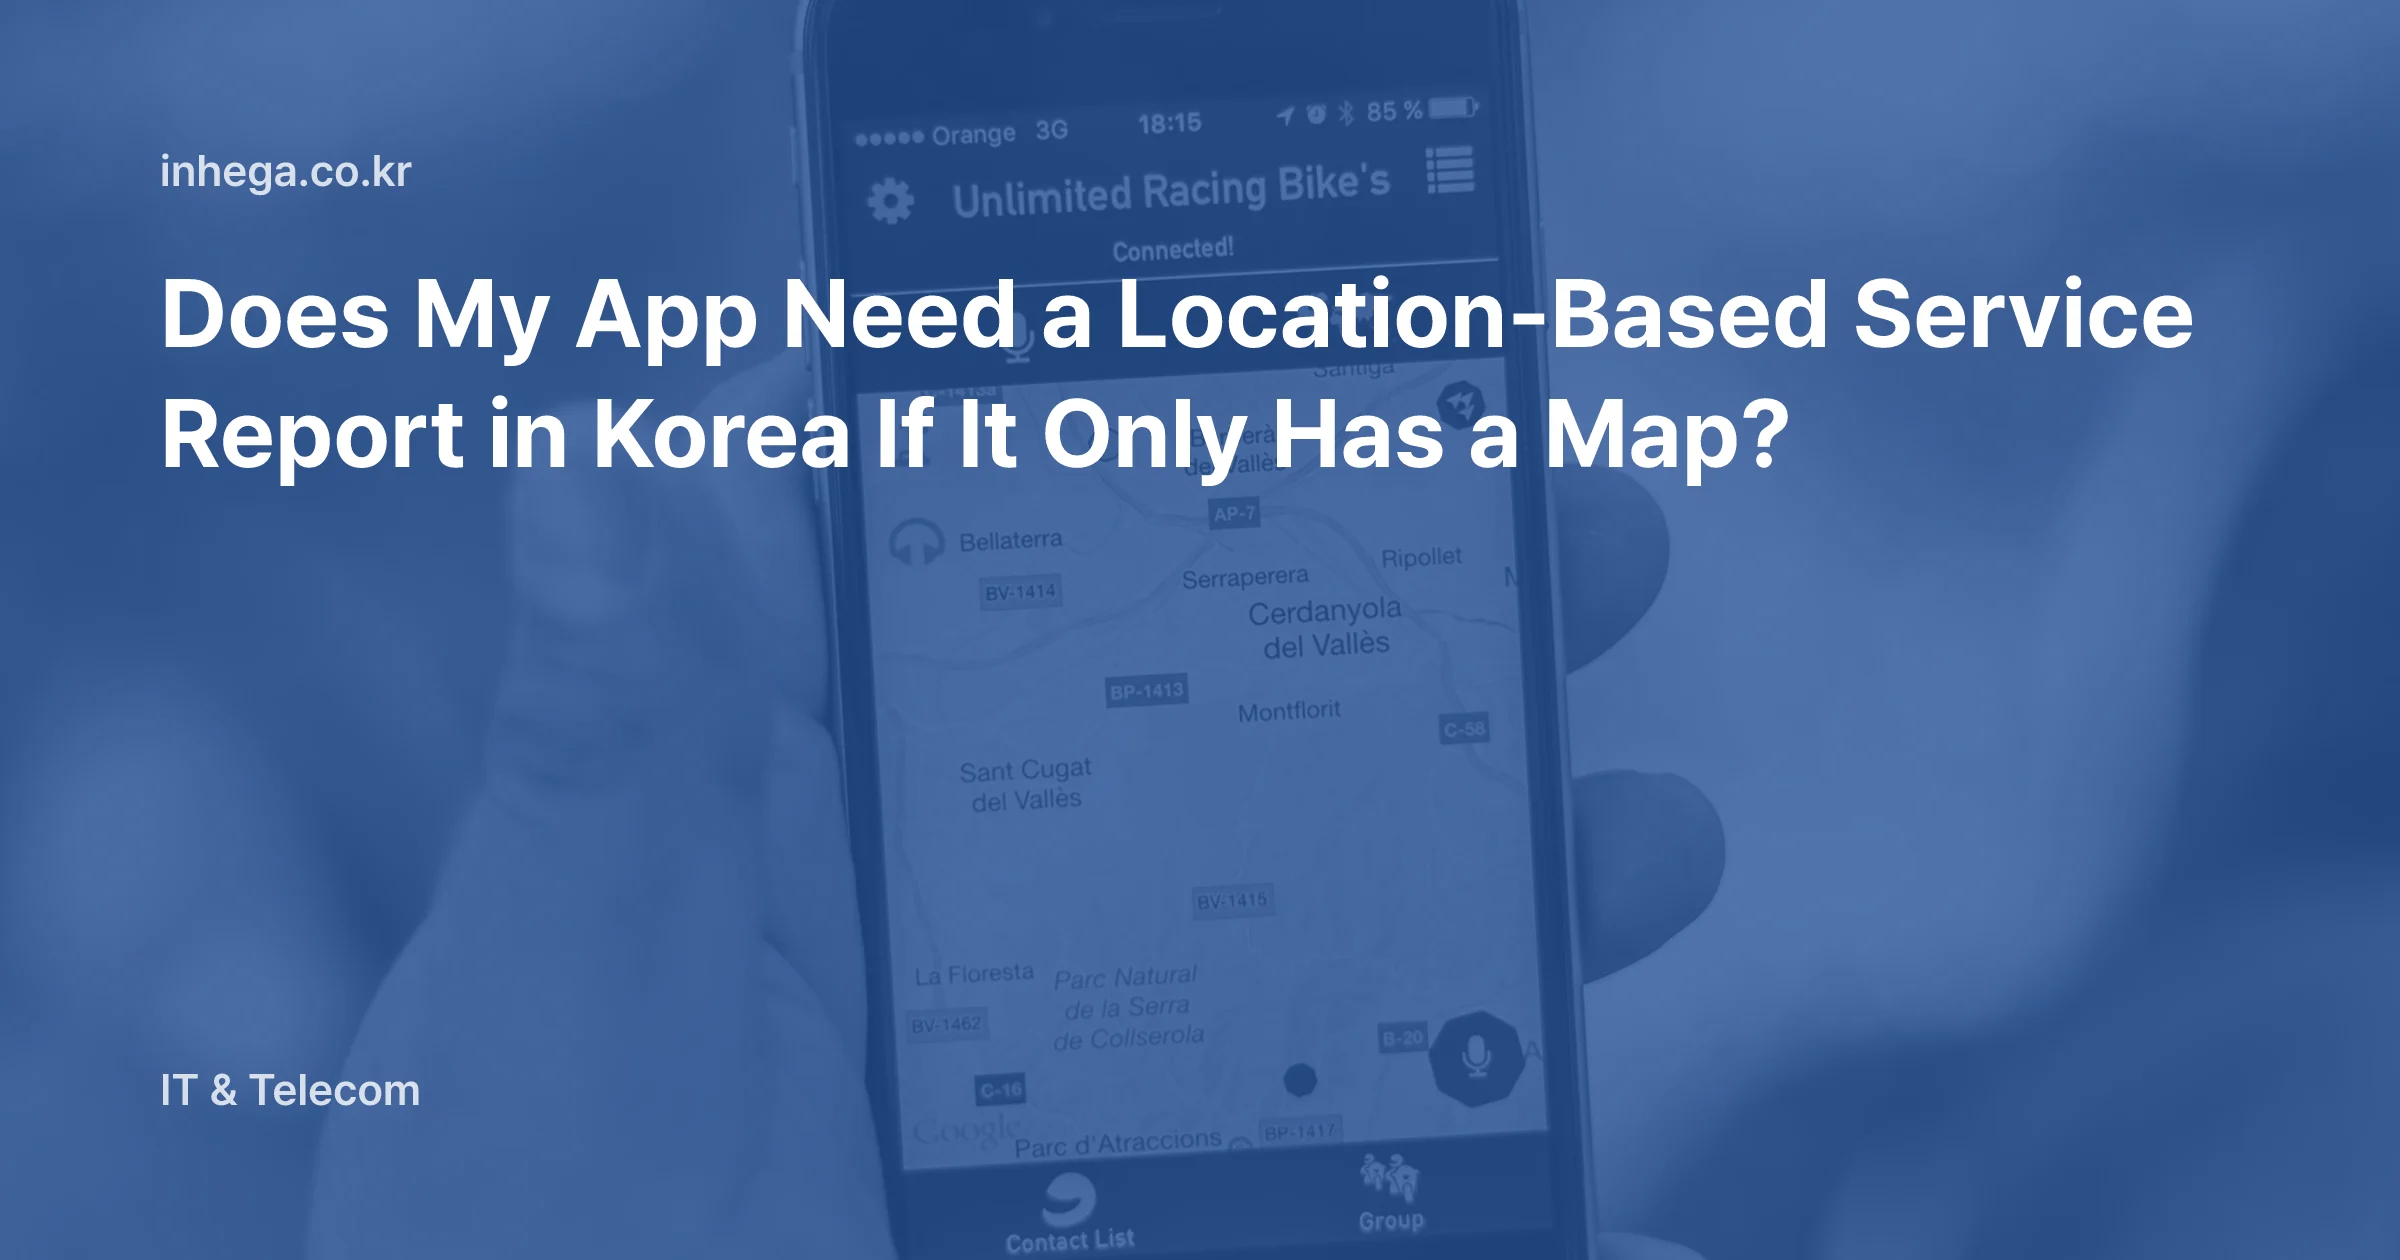 inhega.co.kr
Does My App Need a Location-Based Service
Report in Korea If It Only Has a Map?
IT & Telecom
Orange 3G 18:15 85 %
Unlimited Racing Bike's
Connected!
Santiga
del Vallès
AP-7
Bellaterra
Ripollet
Serraperera
BV-1414
Cerdanyola
del Vallès
BP-1413
Montflorit
C-58
Sant Cugat
del Vallès
BV-1415
La Floresta
Parc Natural
de la Serra
de Collserola
BV-1462
B-20
C-16
Google
Parc d'Atraccions
BP-1417
Contact List
Group